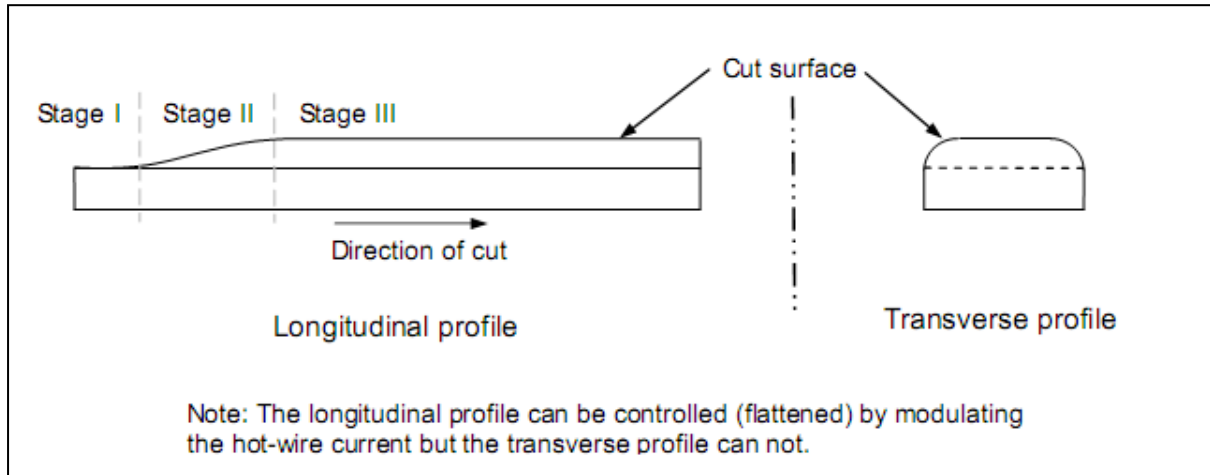 Cut surface
Stage I
Stage II
Stage III
Direction of cut
Longitudinal profile
Transverse profile
Note: The longitudinal profile can be controlled (flattened) by modulating
the hot-wire current but the transverse profile can not.